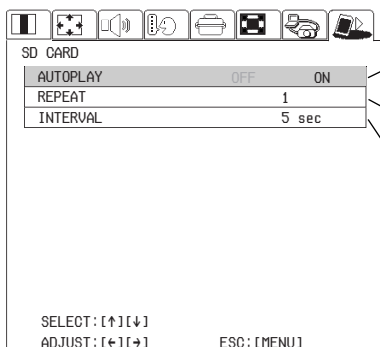 SD CARD
AUTOPLAY OFF ON
REPEAT 1
INTERVAL 5 sec
SELECT:[↑][↓]
ADJUST:[←][→] ESC:[MENU]